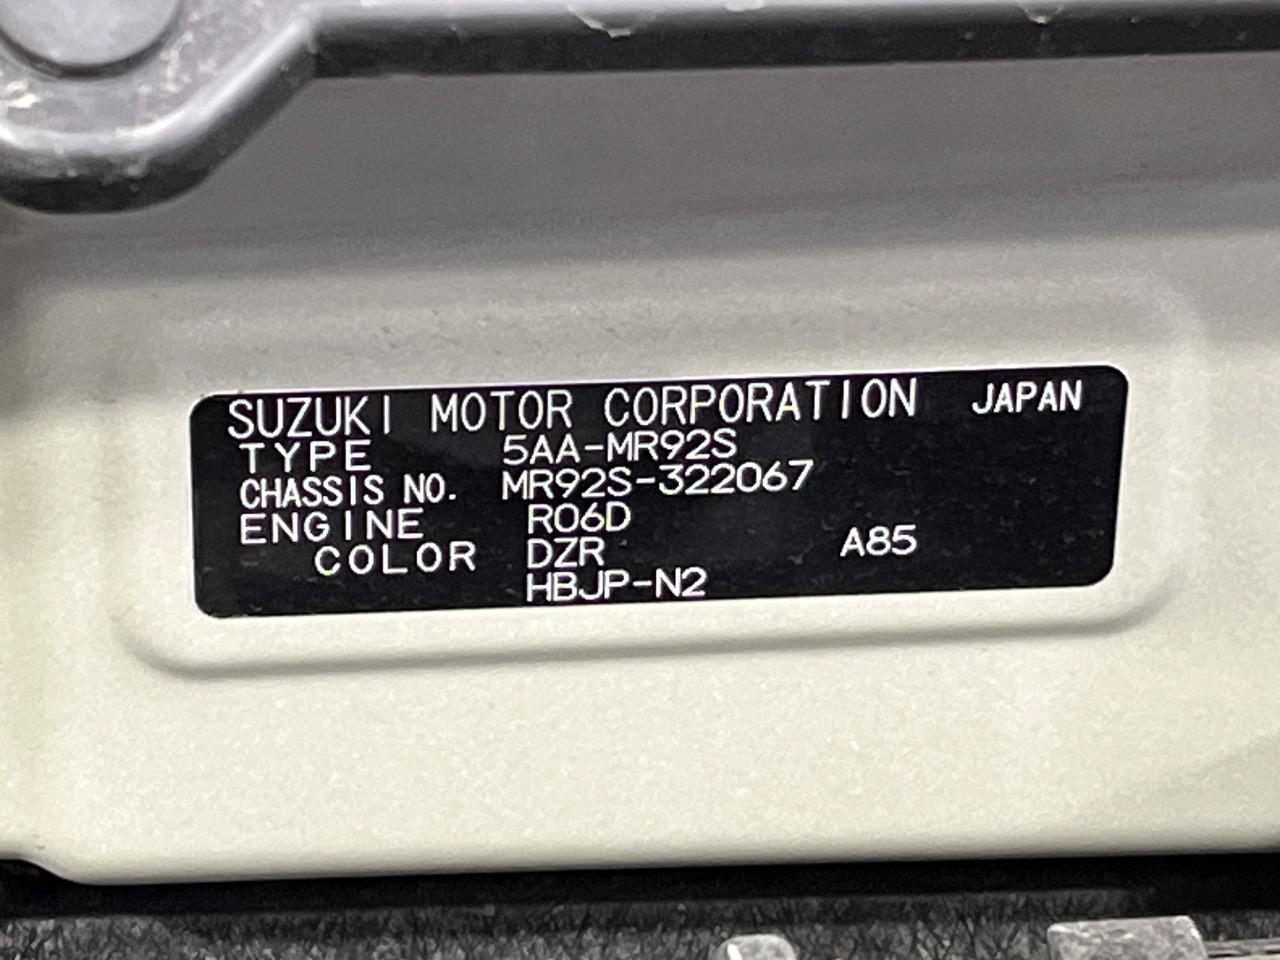 SUZUKI MOTOR CORPORATION JAPAN
TYPE 5AA-MR92S
CHASSIS NO. MR92S-322067
ENGINE R06D
COLOR DZR A85
HBJP-N2